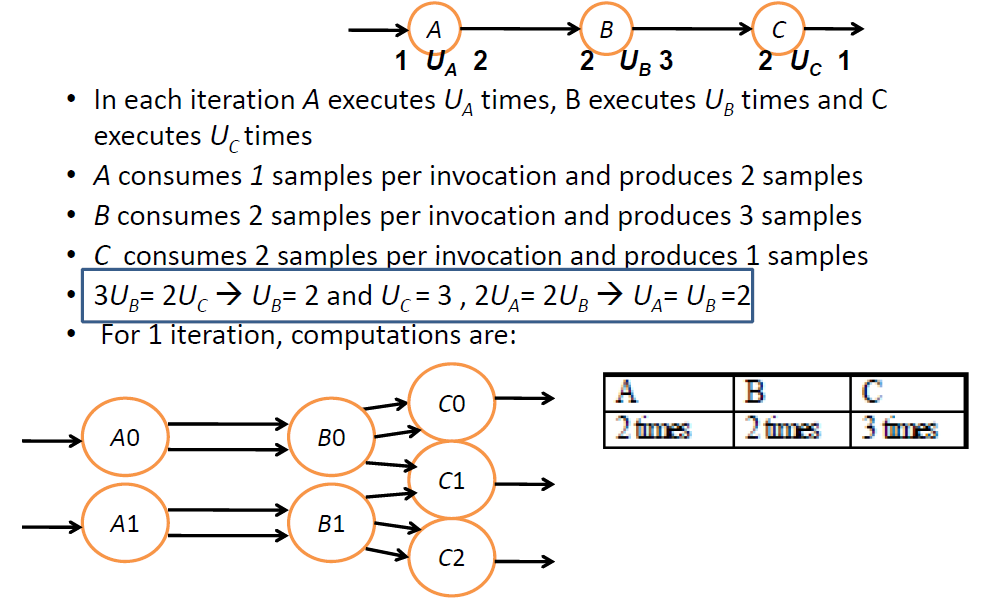 A B C
1 U_A 2 2 U_B 3 2 U_C 1
• In each iteration A executes U_A times, B executes U_B times and C
executes U_C times
• A consumes 1 samples per invocation and produces 2 samples
• B consumes 2 samples per invocation and produces 3 samples
• C consumes 2 samples per invocation and produces 1 samples
• 3U_B= 2U_C → U_B= 2 and U_C = 3 , 2U_A= 2U_B → U_A= U_B =2
• For 1 iteration, computations are:
A B C
2 times 2 times 3 times
C0
A0 B0
C1
A1 B1
C2